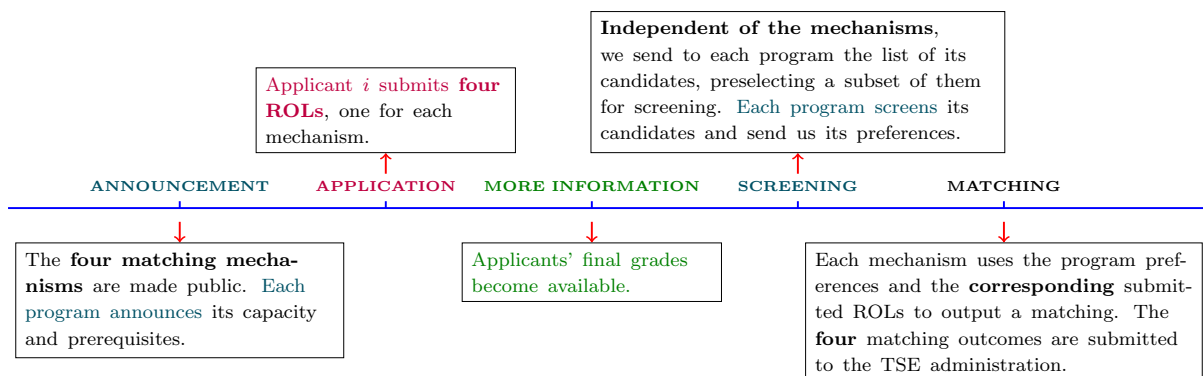 Independent of the mechanisms,
we send to each program the list of its
candidates, preselecting a subset of them
for screening. Each program screens its
candidates and send us its preferences.
Applicant i submits four
ROLs, one for each
mechanism.
ANNOUNCEMENT
APPLICATION
MORE INFORMATION
SCREENING
MATCHING
The four matching mecha-
nisms are made public. Each
program announces its capacity
and prerequisites.
Applicants' final grades
become available.
Each mechanism uses the program pref-
erences and the corresponding submit-
ted ROLs to output a matching. The
four matching outcomes are submitted
to the TSE administration.